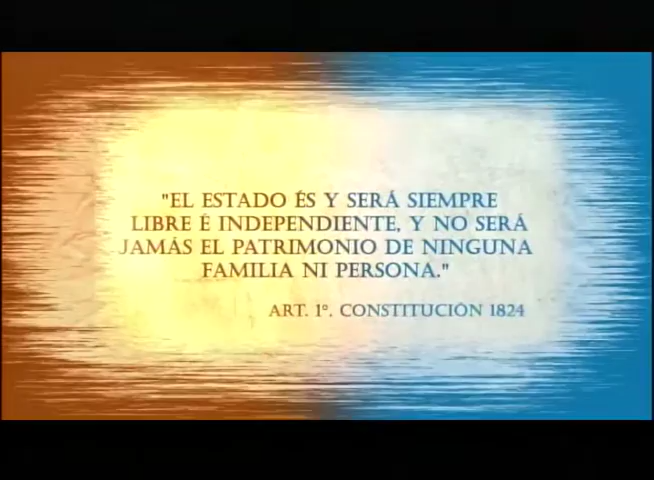 "EL ESTADO ÉS Y SERÁ SIEMPRE
LIBRE É INDEPENDIENTE, Y NO SERÁ
JAMÁS EL PATRIMONIO DE NINGUNA
FAMILIA NI PERSONA."
ART. 1º. CONSTITUCIÓN 1824